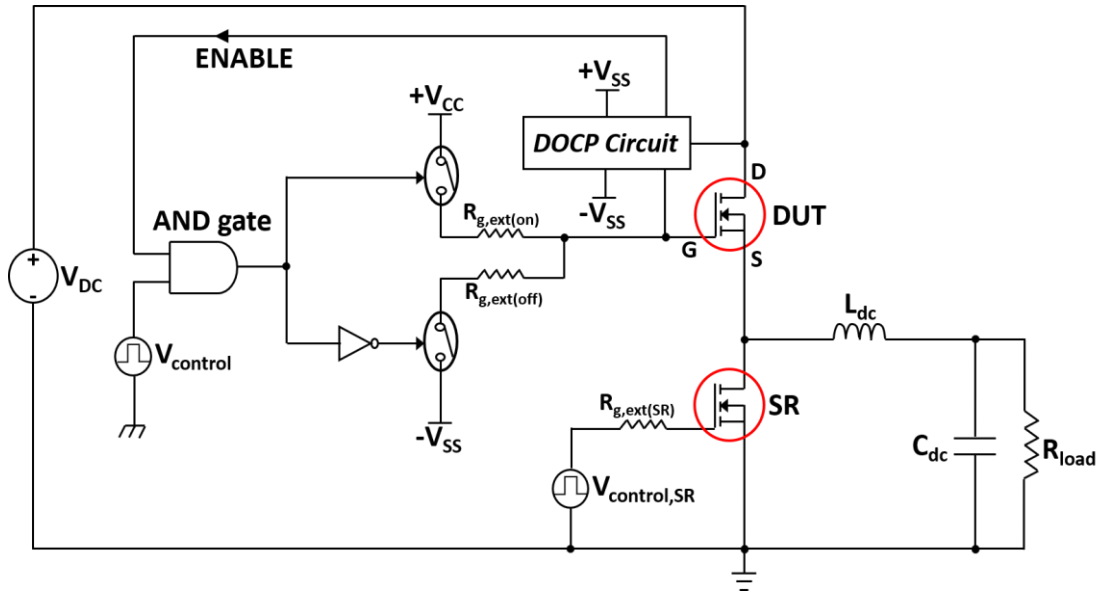 ENABLE
+VSS
+VCC
DOCP Circuit
D
-VSS
DUT
AND gate
Rg,ext(on)
G
S
+
VDC
-
Rg,ext(off)
Ldc
Vcontrol
SR
Rg,ext(SR)
-VSS
Cdc
Rload
Vcontrol,SR